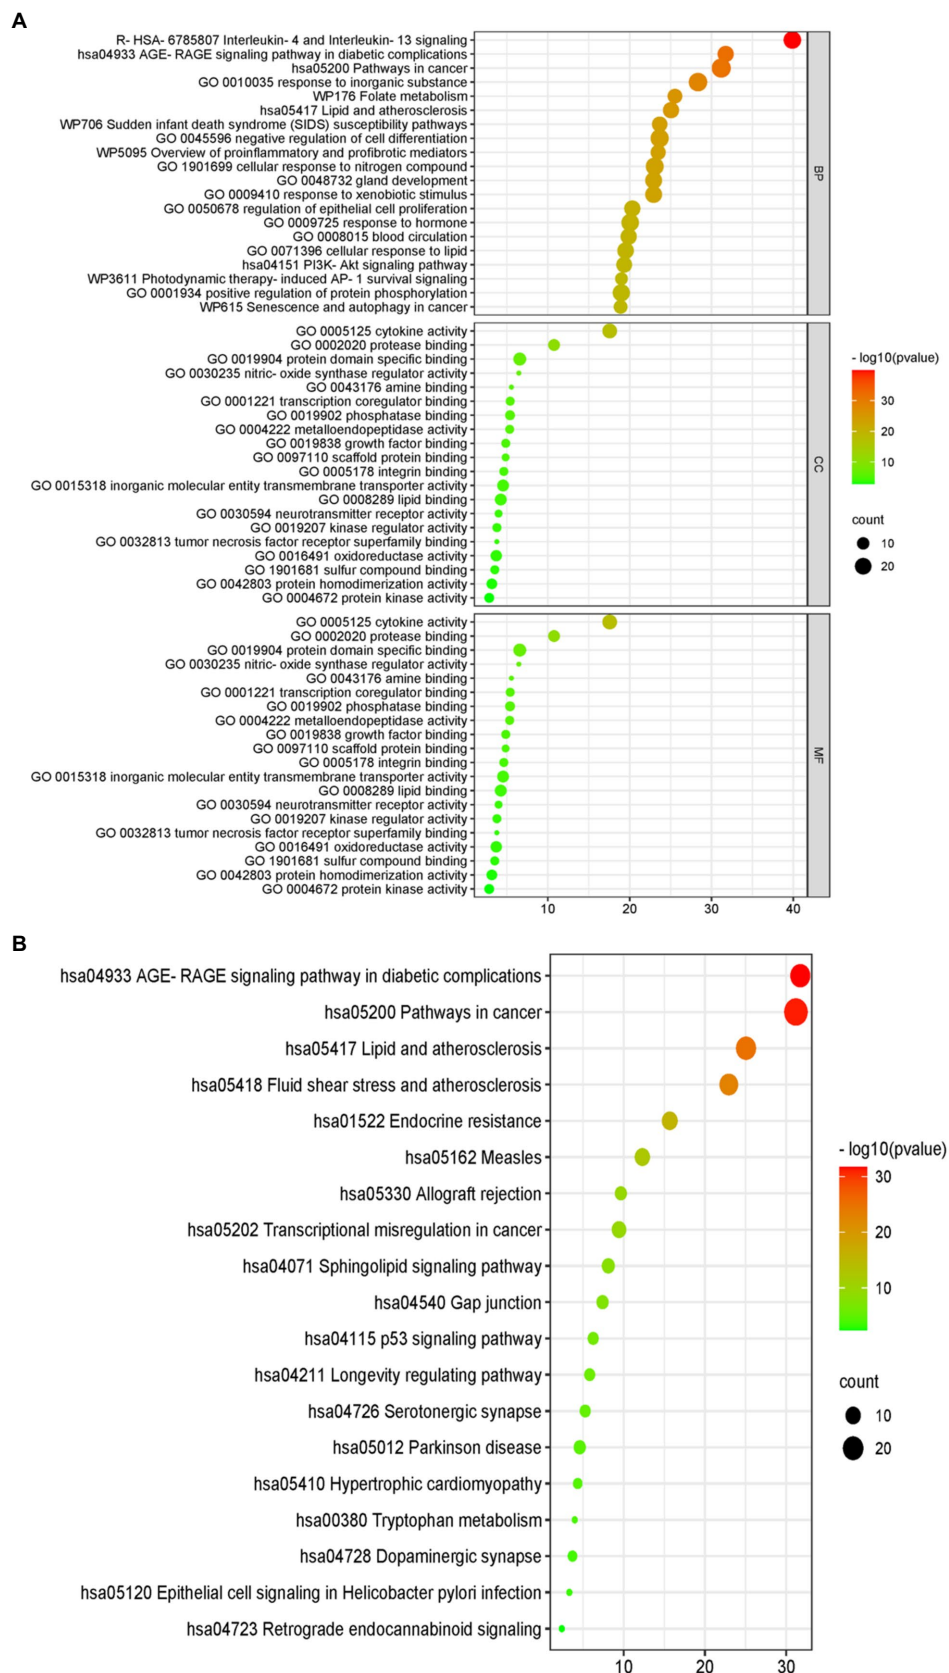 A
R- HSA- 6785807 Interleukin- 4 and Interleukin- 13 signaling
hsa04933 AGE- RAGE signaling pathway in diabetic complications
hsa05200 Pathways in cancer
GO 0010035 response to inorganic substance
WP176 Folate metabolism
hsa05417 Lipid and atherosclerosis
WP706 Sudden infant death syndrome (SIDS) susceptibility pathways
GO 0045596 negative regulation of cell differentiation
WP5095 Overview of proinflammatory and profibrotic mediators
GO 1901699 cellular response to nitrogen compound
GO 0048732 gland development
GO 0009410 response to xenobiotic stimulus
GO 0050678 regulation of epithelial cell proliferation
GO 0009725 response to hormone
GO 0008015 blood circulation
GO 0071396 cellular response to lipid
hsa04151 PI3K- Akt signaling pathway
WP3611 Photodynamic therapy- induced AP- 1 survival signaling
GO 0001934 positive regulation of protein phosphorylation
WP615 Senescence and autophagy in cancer
BP
GO 0005125 cytokine activity
GO 0002020 protease binding
GO 0019904 protein domain specific binding
GO 0030235 nitric- oxide synthase regulator activity
GO 0043176 amine binding
GO 0001221 transcription coregulator binding
GO 0019902 phosphatase binding
GO 0004222 metalloendopeptidase activity
GO 0019838 growth factor binding
GO 0097110 scaffold protein binding
GO 0005178 integrin binding
GO 0015318 inorganic molecular entity transmembrane transporter activity
GO 0008289 lipid binding
GO 0030594 neurotransmitter receptor activity
GO 0019207 kinase regulator activity
GO 0032813 tumor necrosis factor receptor superfamily binding
GO 0016491 oxidoreductase activity
GO 1901681 sulfur compound binding
GO 0042803 protein homodimerization activity
GO 0004672 protein kinase activity
CC
GO 0005125 cytokine activity
GO 0002020 protease binding
GO 0019904 protein domain specific binding
GO 0030235 nitric- oxide synthase regulator activity
GO 0043176 amine binding
GO 0001221 transcription coregulator binding
GO 0019902 phosphatase binding
GO 0004222 metalloendopeptidase activity
GO 0019838 growth factor binding
GO 0097110 scaffold protein binding
GO 0005178 integrin binding
GO 0015318 inorganic molecular entity transmembrane transporter activity
GO 0008289 lipid binding
GO 0030594 neurotransmitter receptor activity
GO 0019207 kinase regulator activity
GO 0032813 tumor necrosis factor receptor superfamily binding
GO 0016491 oxidoreductase activity
GO 1901681 sulfur compound binding
GO 0042803 protein homodimerization activity
GO 0004672 protein kinase activity
MF
10 20 30 40
- log10(pvalue)
30
20
10
count
10
20
B
hsa04933 AGE- RAGE signaling pathway in diabetic complications
hsa05200 Pathways in cancer
hsa05417 Lipid and atherosclerosis
hsa05418 Fluid shear stress and atherosclerosis
hsa01522 Endocrine resistance
hsa05162 Measles
hsa05330 Allograft rejection
hsa05202 Transcriptional misregulation in cancer
hsa04071 Sphingolipid signaling pathway
hsa04540 Gap junction
hsa04115 p53 signaling pathway
hsa04211 Longevity regulating pathway
hsa04726 Serotonergic synapse
hsa05012 Parkinson disease
hsa05410 Hypertrophic cardiomyopathy
hsa00380 Tryptophan metabolism
hsa04728 Dopaminergic synapse
hsa05120 Epithelial cell signaling in Helicobacter pylori infection
hsa04723 Retrograde endocannabinoid signaling
10 20 30
- log10(pvalue)
30
20
10
count
10
20